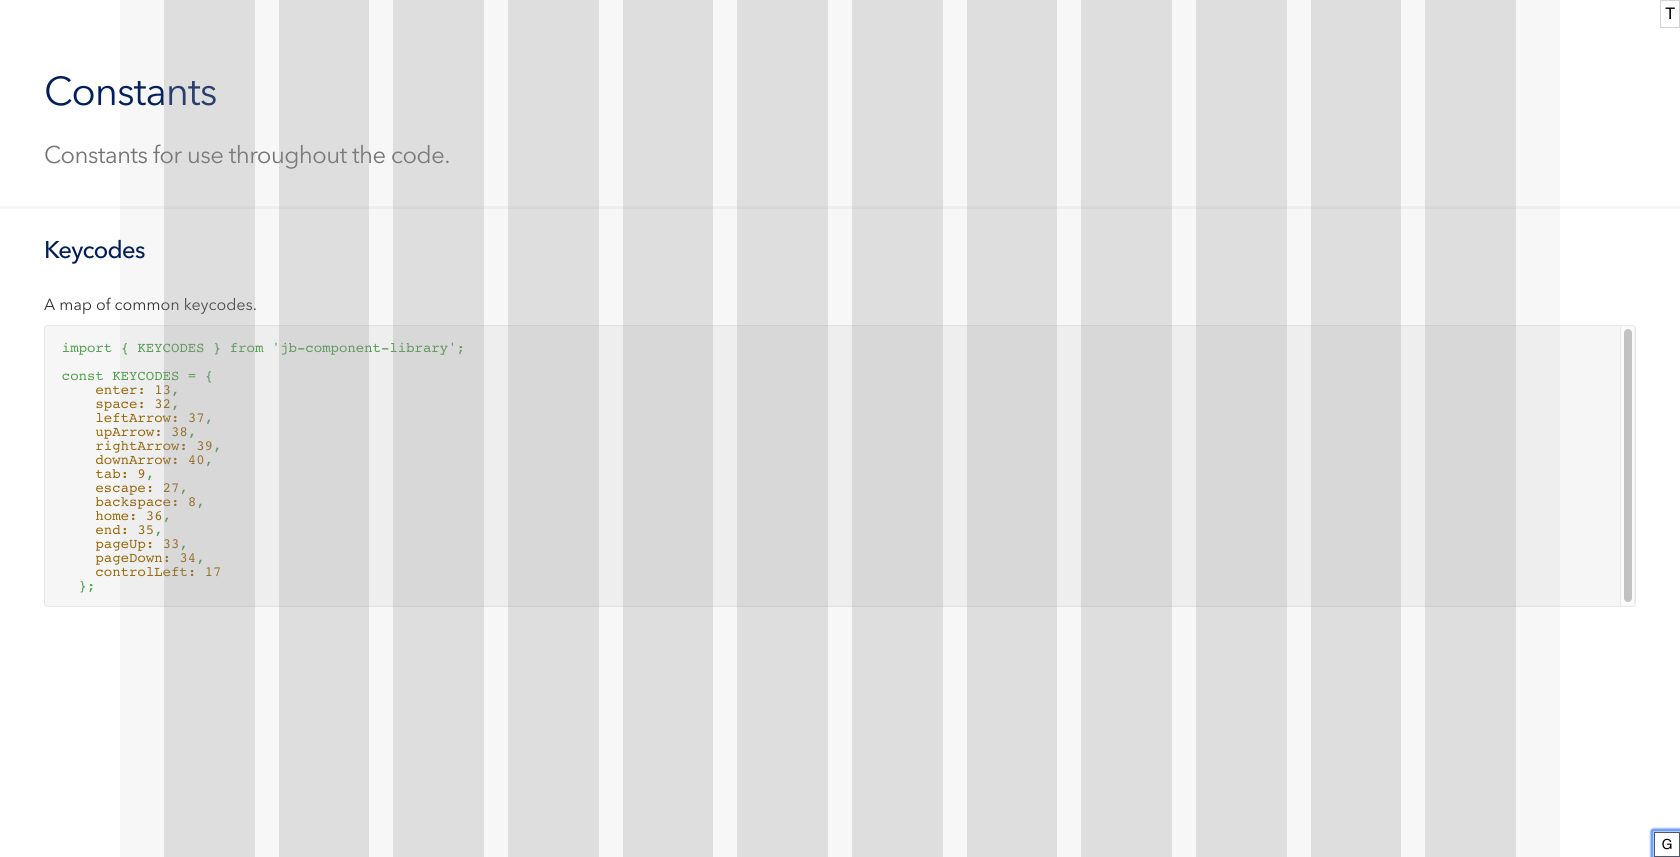 T
Constants
Constants for use throughout the code.
Keycodes
A map of common keycodes.
import { KEYCODES } from 'jb-component-library';
const KEYCODES = {
    enter: 13,
    space: 32,
    leftArrow: 37,
    upArrow: 38,
    rightArrow: 39,
    downArrow: 40,
    tab: 9,
    escape: 27,
    backspace: 8,
    home: 36,
    end: 35,
    pageUp: 33,
    pageDown: 34,
    controlLeft: 17
  };
G